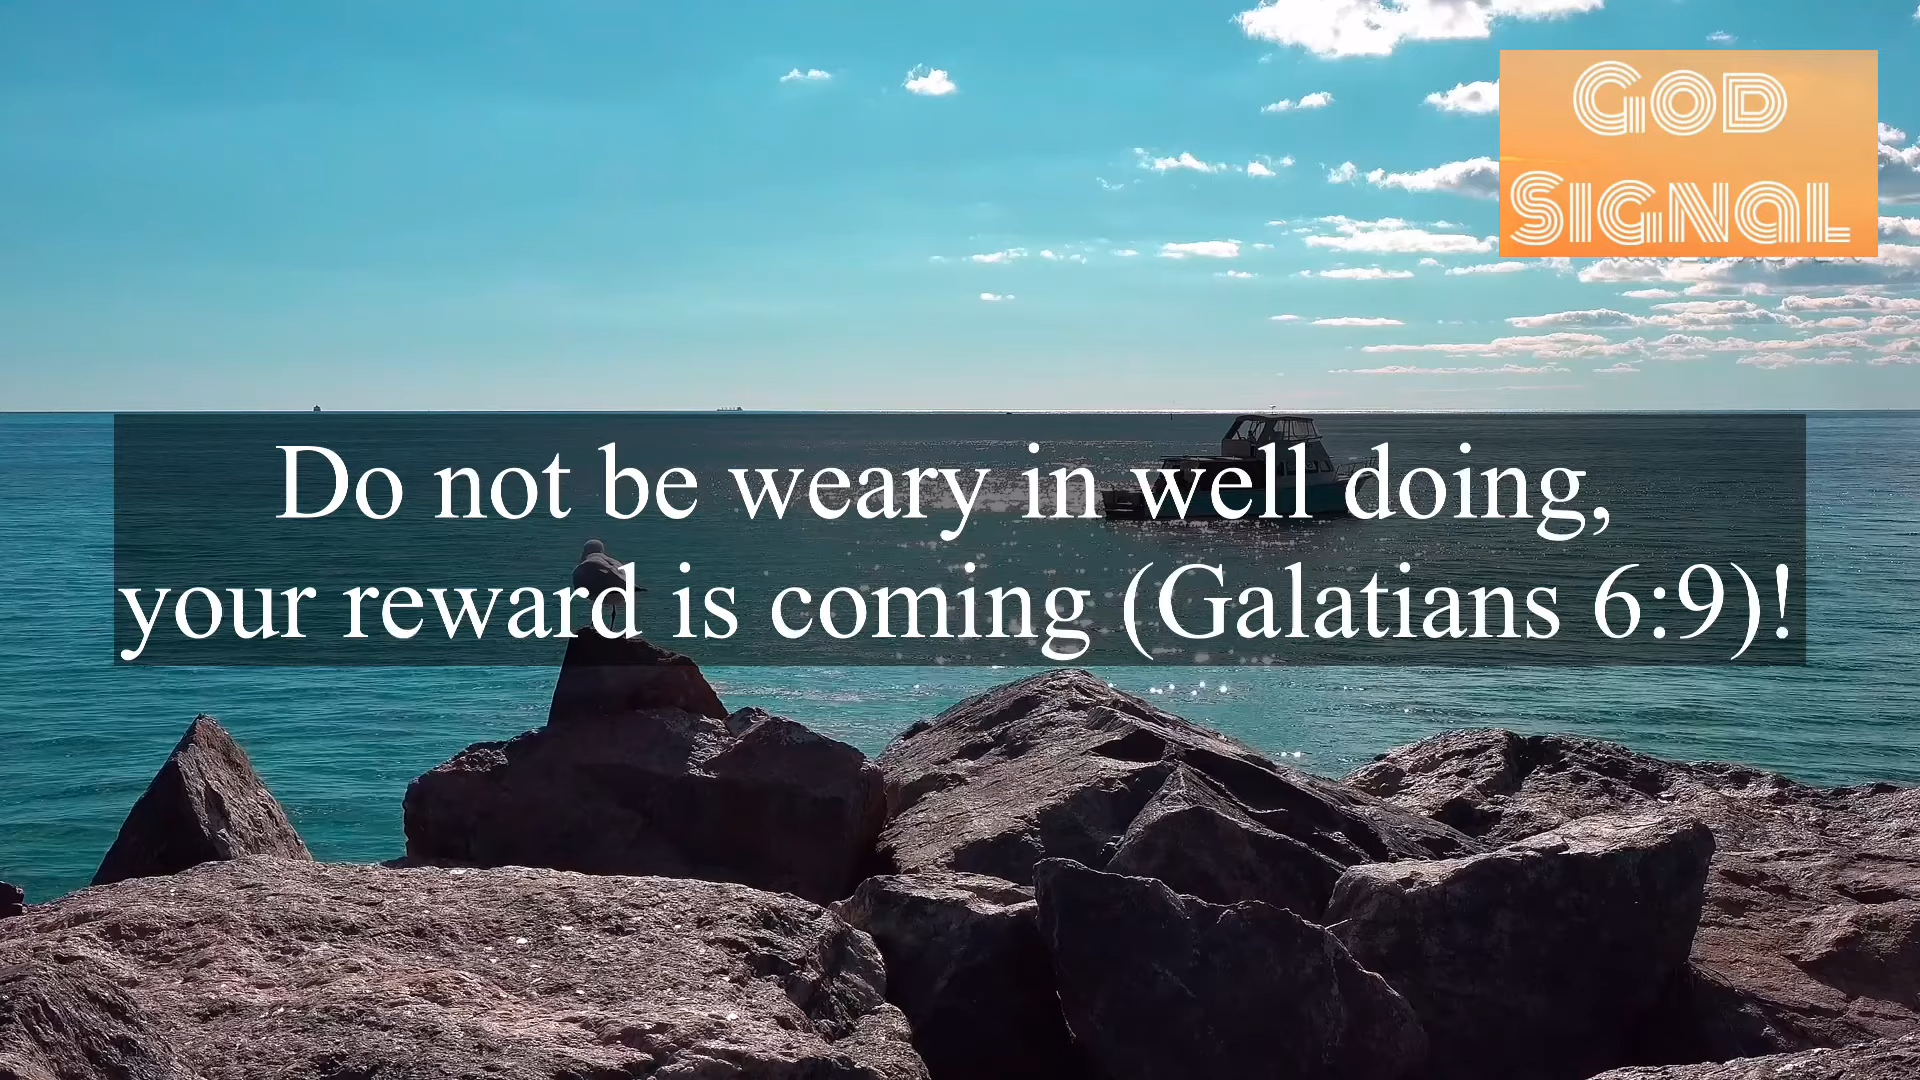 God
Signal
Do not be weary in well doing,
your reward is coming (Galatians 6:9)!